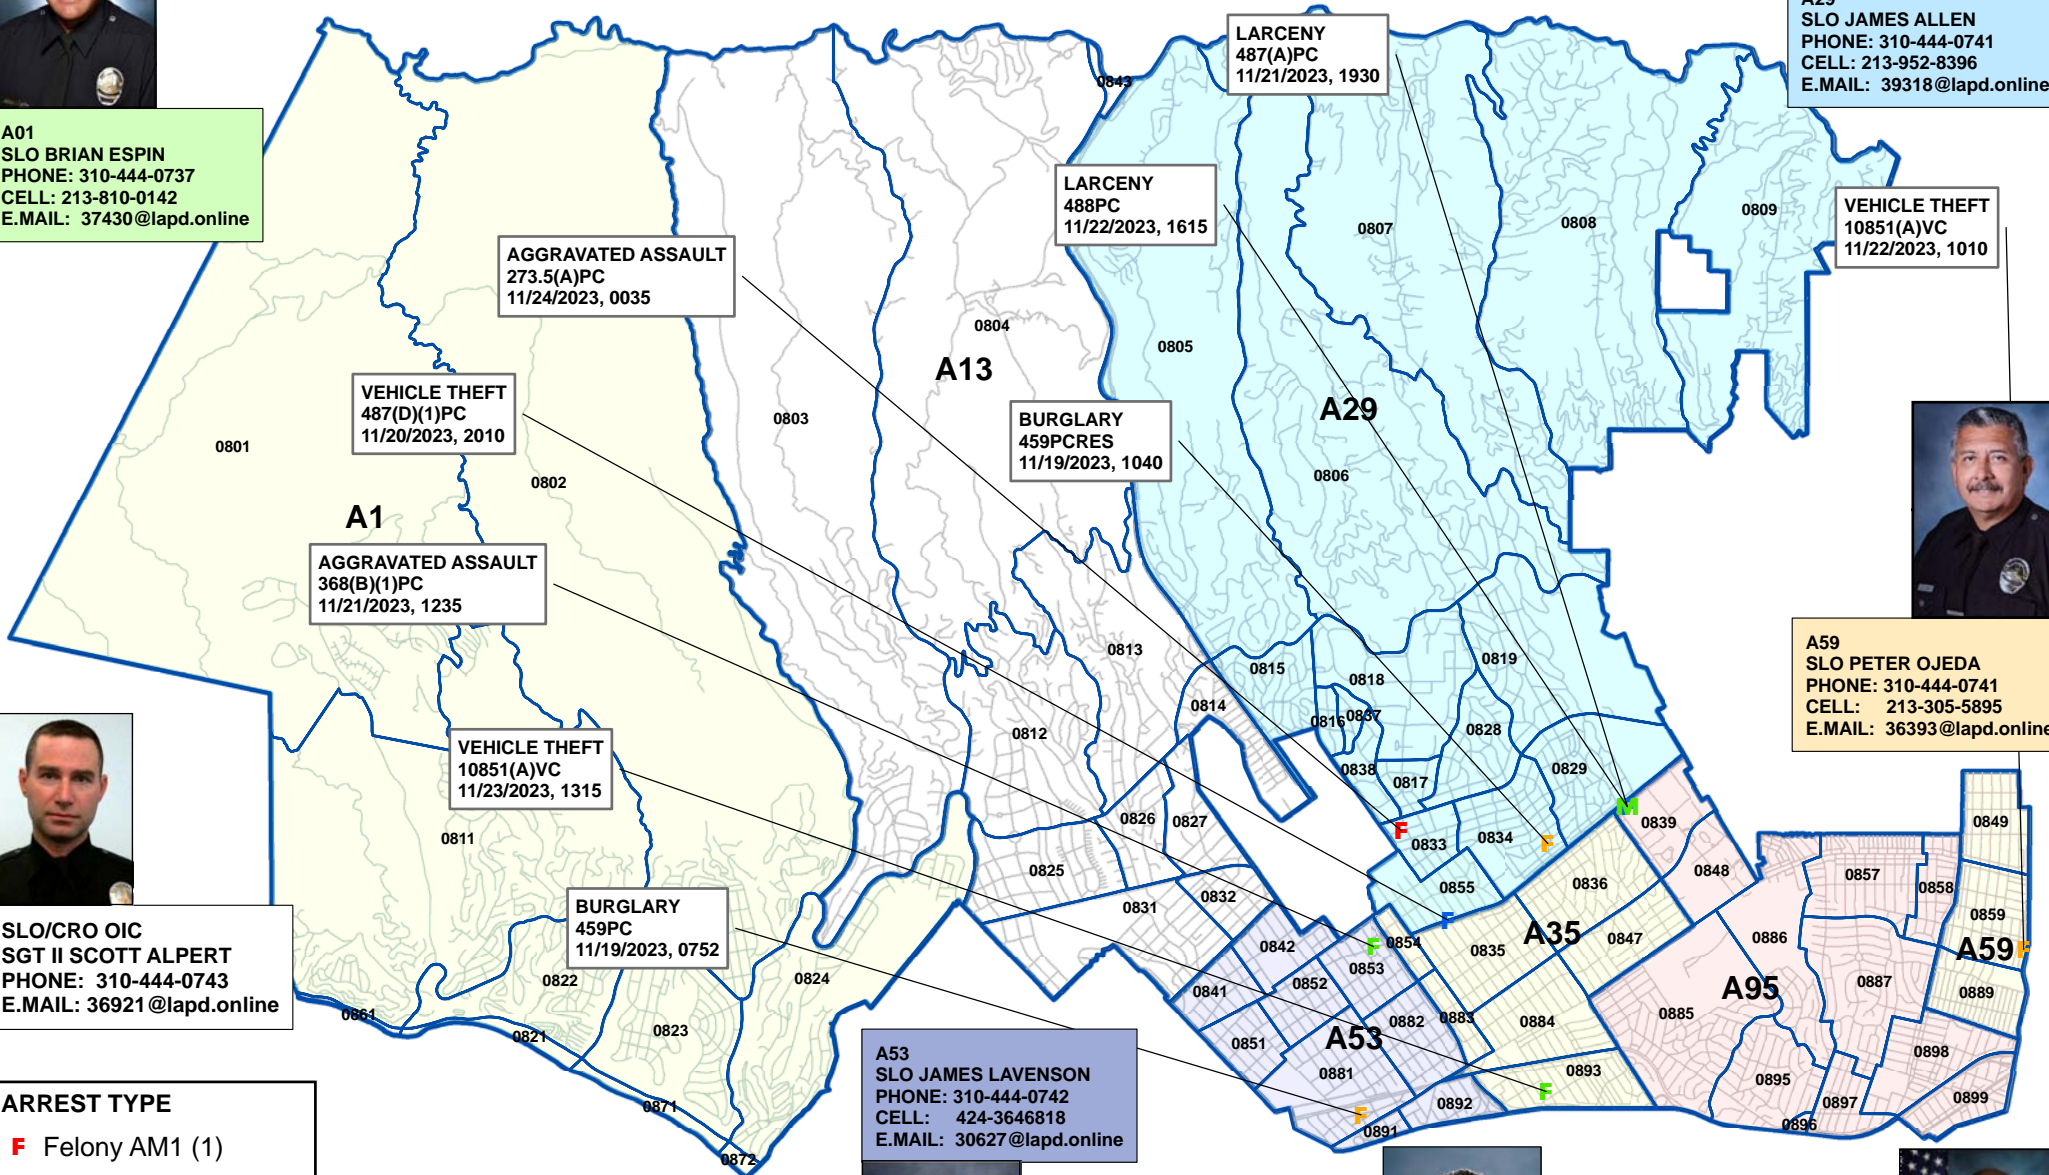 A01
SLO BRIAN ESPIN
PHONE: 310-444-0737
CELL: 213-810-0142
E.MAIL: 37430@lapd.online
LARCENY
487(A)PC
11/21/2023, 1930
A29
SLO JAMES ALLEN
PHONE: 310-444-0741
CELL: 213-952-8396
E.MAIL: 39318@lapd.online
LARCENY
488PC
11/22/2023, 1615
VEHICLE THEFT
10851(A)VC
11/22/2023, 1010
AGGRAVATED ASSAULT
273.5(A)PC
11/24/2023, 0035
VEHICLE THEFT
487(D)(1)PC
11/20/2023, 2010
BURGLARY
459PCRES
11/19/2023, 1040
AGGRAVATED ASSAULT
368(B)(1)PC
11/21/2023, 1235
VEHICLE THEFT
10851(A)VC
11/23/2023, 1315
BURGLARY
459PC
11/19/2023, 0752
A59
SLO PETER OJEDA
PHONE: 310-444-0741
CELL: 213-305-5895
E.MAIL: 36393@lapd.online
SLO/CRO OIC
SGT II SCOTT ALPERT
PHONE: 310-444-0743
E.MAIL: 36921@lapd.online
A53
SLO JAMES LAVENSON
PHONE: 310-444-0742
CELL: 424-3646818
E.MAIL: 30627@lapd.online
ARREST TYPE
F Felony AM1 (1)
A1
A13
A29
A35
A53
A59
A95
0843
0809
0808
0807
0804
0805
0803
0801
0802
0806
0813
0815
0819
0818
0814
0816
0837
0812
0828
0838
0817
0829
0811
0826
0827
0833
0834
0839
0849
0825
0855
0836
0848
0857
0858
0832
0831
0859
0842
0854
0835
0847
0886
0853
0822
0824
0852
0841
0887
0889
0861
0821
0823
0882
0883
0884
0885
0851
0898
0881
0893
0895
0871
0892
0897
0899
0891
0896
0872
F
F
M
F
F
F
F
F